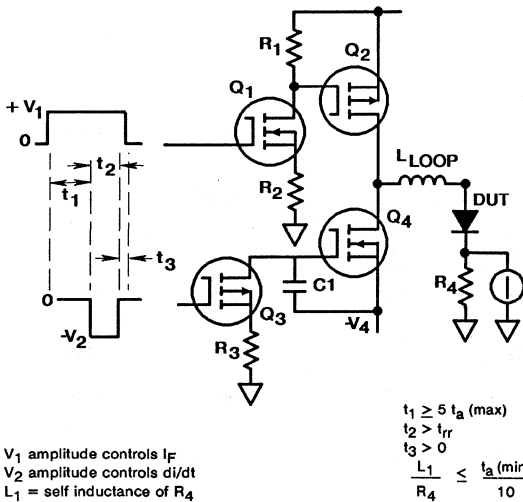 R1
Q2
Q1
+ V1
0
t2
LLOOP
t1
R2
DUT
Q4
t3
R4
0
C1
Q3
-V4
-V2
R3
t1 ≥ 5 ta (max)
t2 > trr
t3 > 0
L1
R4
≤
ta (min
10
V1 amplitude controls IF
V2 amplitude controls di/dt
L1 = self inductance of R4